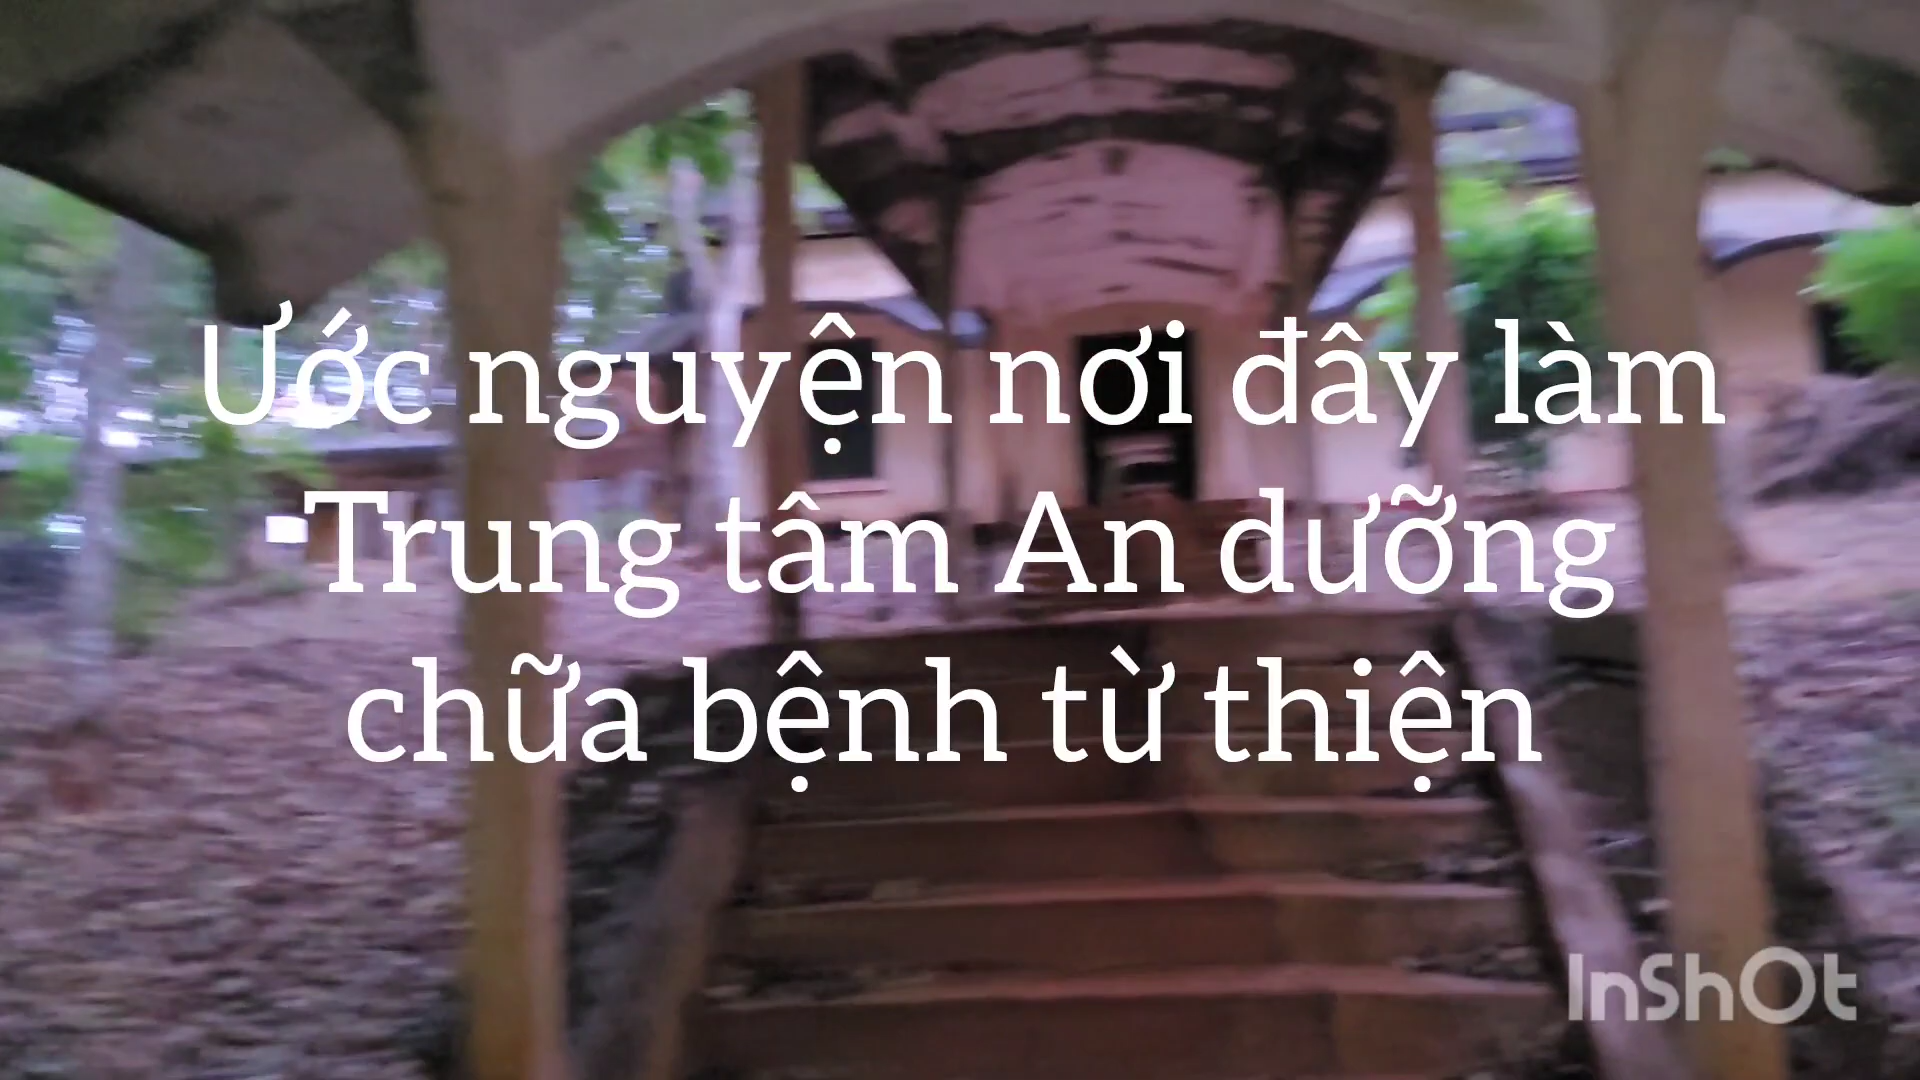 Ước nguyện nơi đây làm
Trung tâm An dưỡng
chữa bệnh từ thiện
InShOt